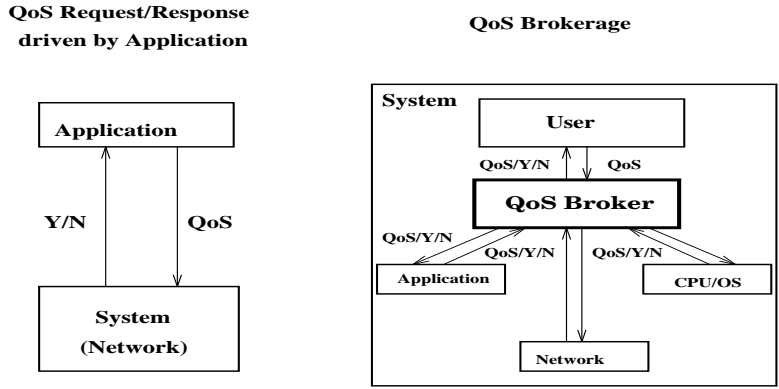 QoS Request/Response
driven by Application
Application
Y/N
QoS
System
(Network)
QoS Brokerage
System
User
QoS/Y/N
QoS
QoS Broker
QoS/Y/N
QoS/Y/N
QoS/Y/N
Application
CPU/OS
Network